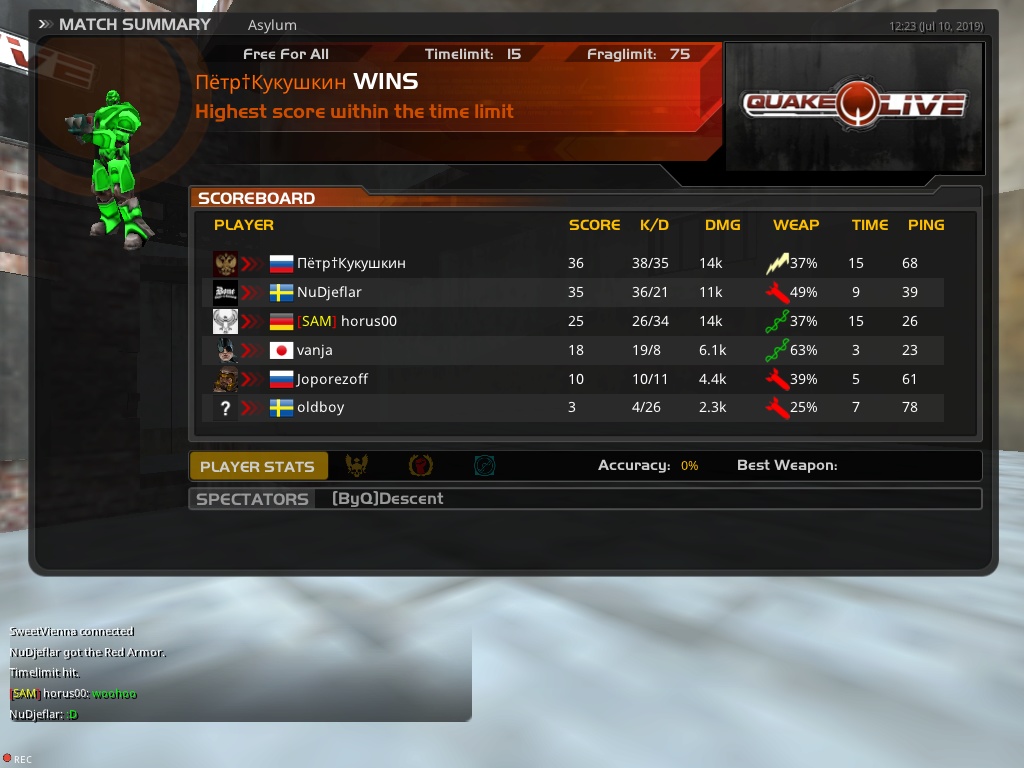 MATCH SUMMARY Asylum 12:23 (Jul 10, 2019)
Free For All Timelimit: 15 Fraglimit: 75
Пётр†Кукушкин WINS
Highest score within the time limit
QUAKE LIVE
SCOREBOARD
PLAYER SCORE K/D DMG WEAP TIME PING
Пётр†Кукушкин 36 38/35 14k 37% 15 68
NuDjeflar 35 36/21 11k 49% 9 39
[SAM] horus00 25 26/34 14k 37% 15 26
vanja 18 19/8 6.1k 63% 3 23
Joporezoff 10 10/11 4.4k 39% 5 61
? oldboy 3 4/26 2.3k 25% 7 78
PLAYER STATS Accuracy: 0% Best Weapon:
SPECTATORS [ByQ]Descent
SweetVienna connected
NuDjeflar got the Red Armor.
Timelimit hit.
[SAM] horus00: woohoo
NuDjeflar: :D
REC